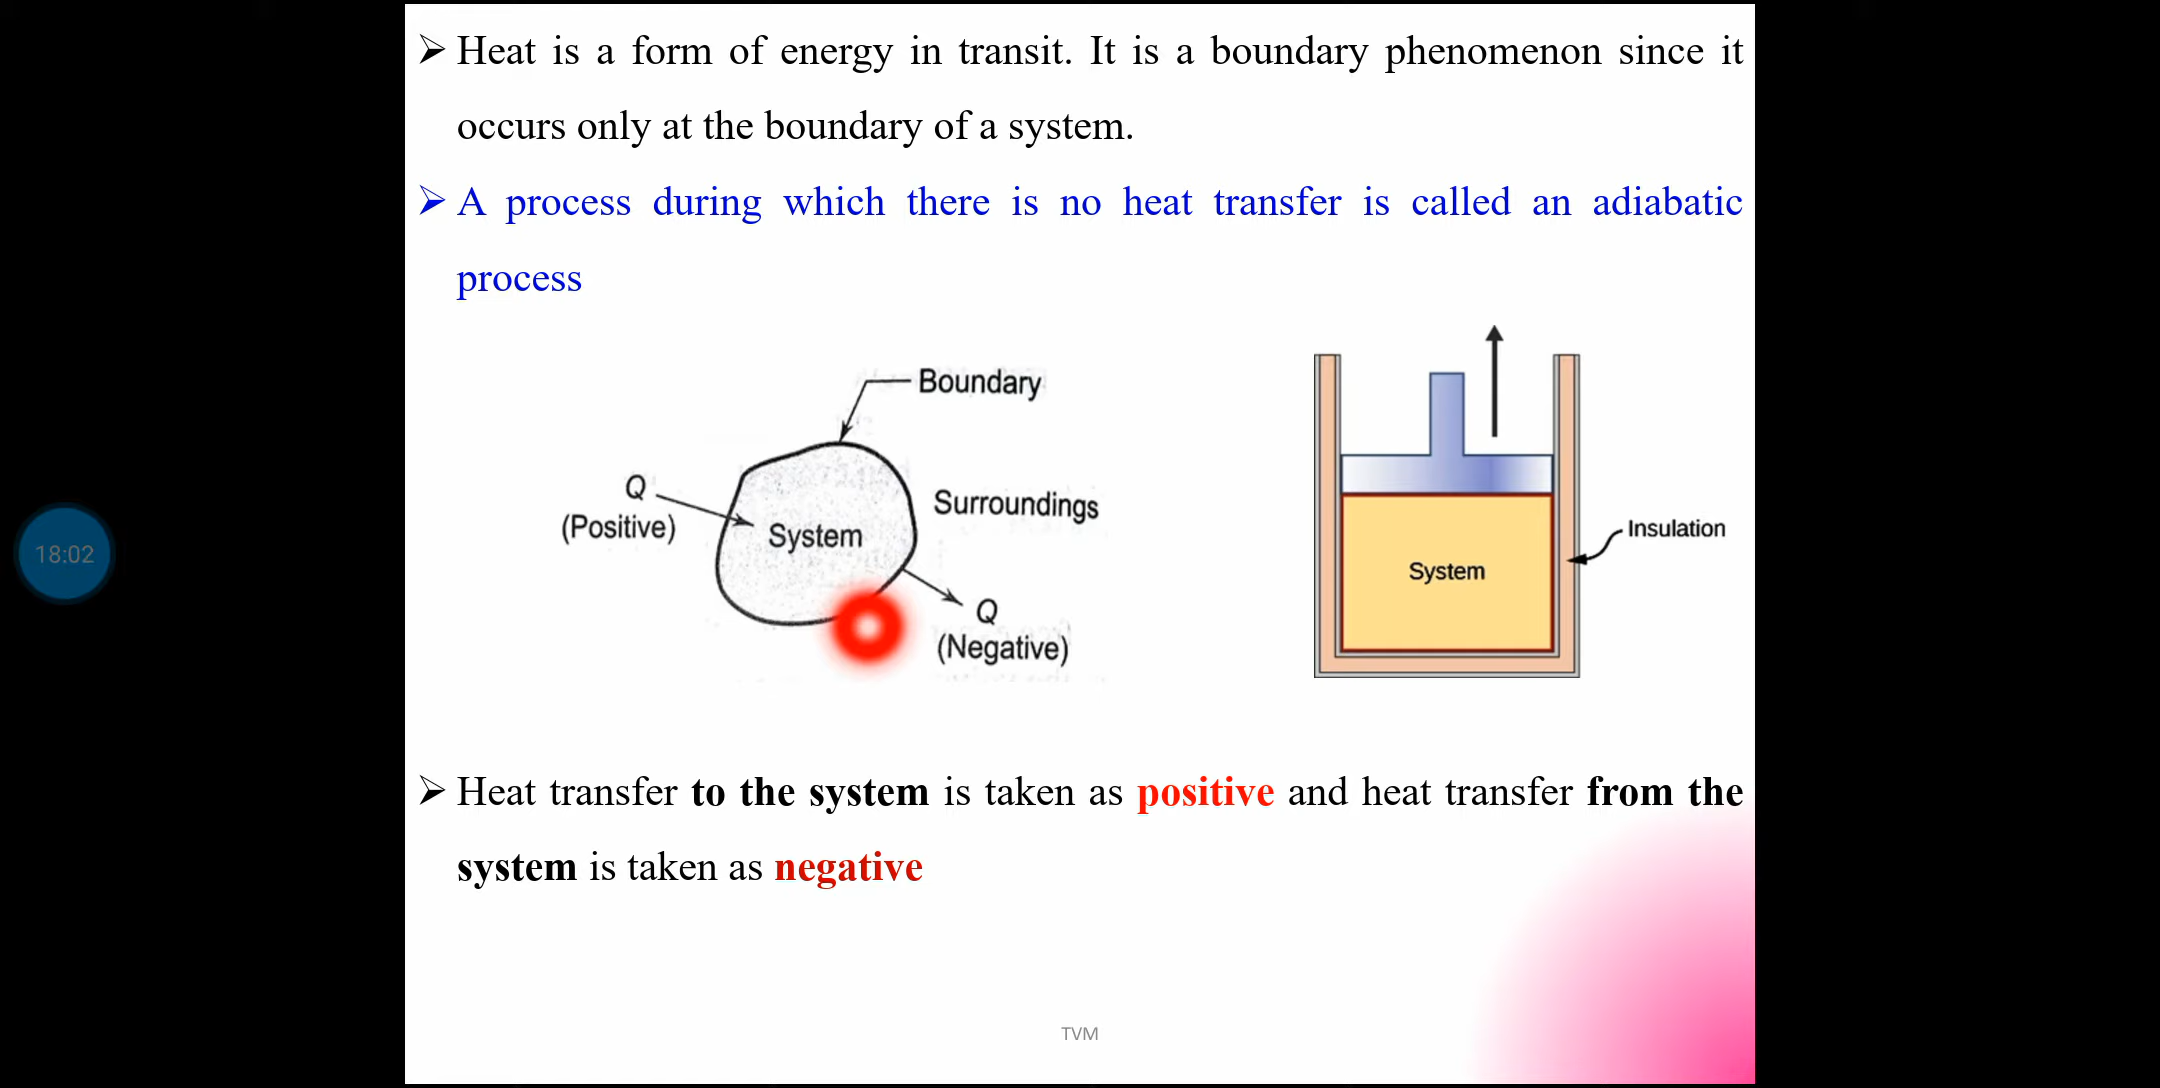 ➢ Heat is a form of energy in transit. It is a boundary phenomenon since it
occurs only at the boundary of a system.
➢ A process during which there is no heat transfer is called an adiabatic
process
Boundary
Q
(Positive)
System
Surroundings
Q
(Negative)
System
Insulation
18:02
➢ Heat transfer to the system is taken as positive and heat transfer from the
system is taken as negative
TVM